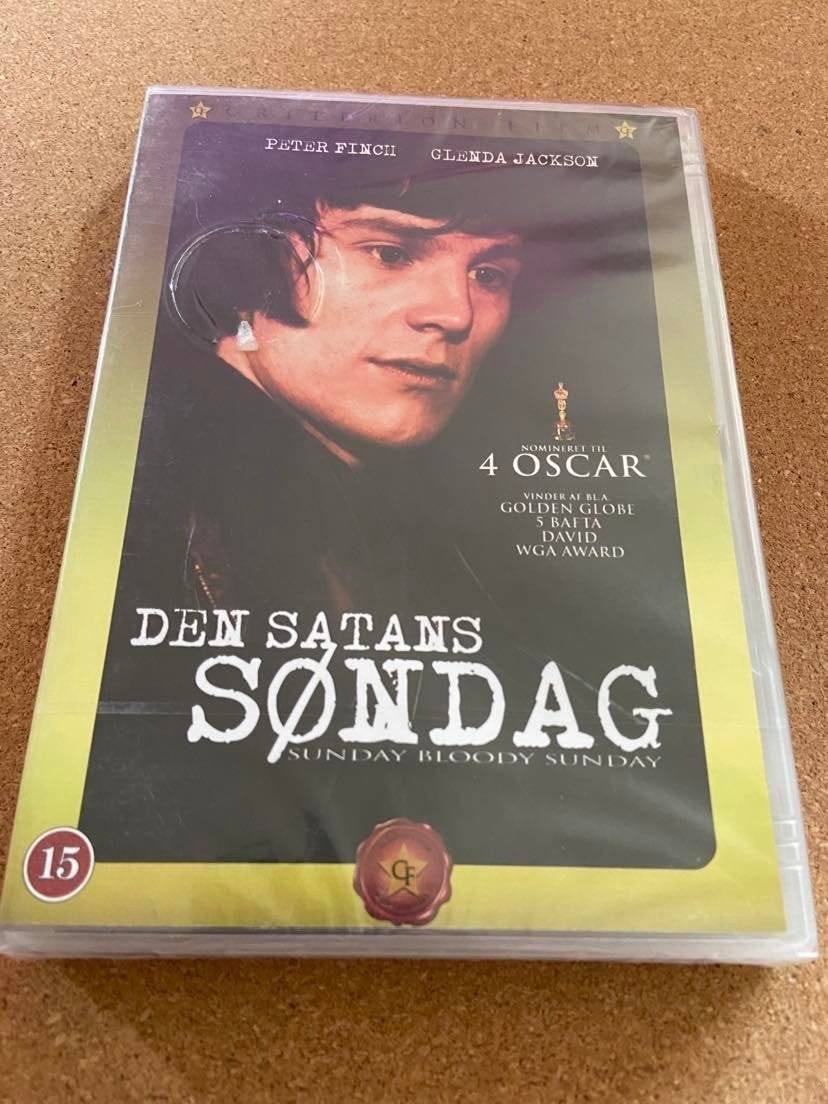 CRITERION FILM
PETER FINCH GLENDA JACKSON
NOMINERET TIL
4 OSCAR®
VINDER AF BL.A.
GOLDEN GLOBE
5 BAFTA
DAVID
WGA AWARD
DEN SATANS
SØNDAG
SUNDAY BLOODY SUNDAY
15
CF